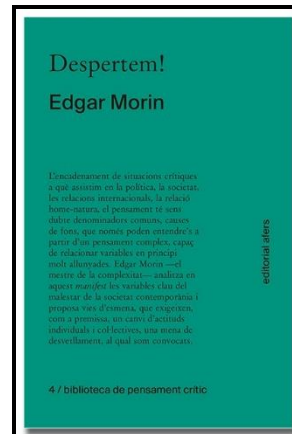 Despertem!
Edgar Morin
L'encadenament de situacions crítiques
a què assistim en la política, la societat,
les relacions internacionals, la relació
home-natura, el pensament té sens
dubte denominadors comuns, causes
de fons, que només poden entendre's a
partir d'un pensament complex, capaç
de relacionar variables en principi
molt allunyades. Edgar Morin —el
mestre de la complexitat— analitza en
aquest manifest les variables clau del
malestar de la societat contemporània i
proposa vies d'esmena, que exigeixen,
com a premissa, un canvi d'actituds
individuals i col·lectives, una mena de
desvetllament, al qual som convocats.
editorial afers
4 / biblioteca de pensament crític